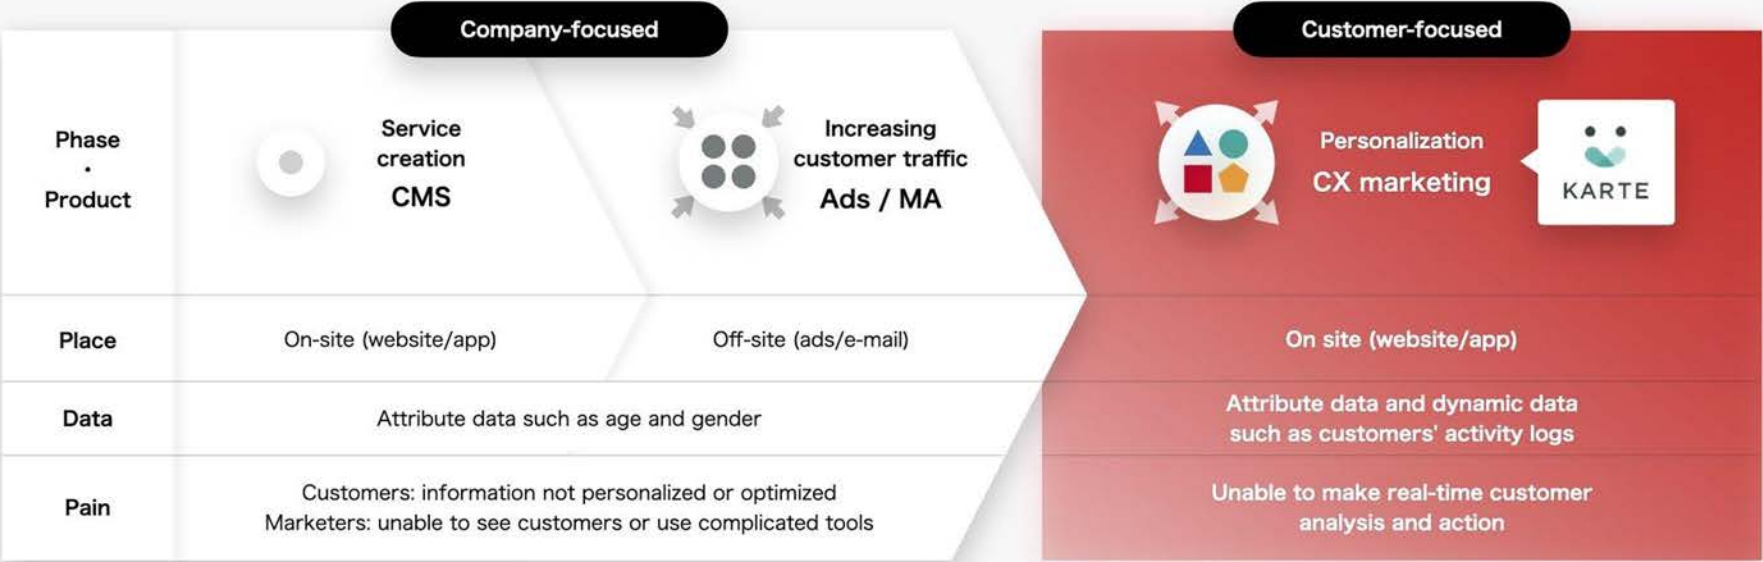 Company-focused
Customer-focused
Phase
・
Product
Service
creation
CMS
Increasing
customer traffic
Ads / MA
Personalization
CX marketing
KARTE
Place
On-site (website/app)
Off-site (ads/e-mail)
On site (website/app)
Data
Attribute data such as age and gender
Attribute data and dynamic data
such as customers' activity logs
Pain
Customers: information not personalized or optimized
Marketers: unable to see customers or use complicated tools
Unable to make real-time customer
analysis and action